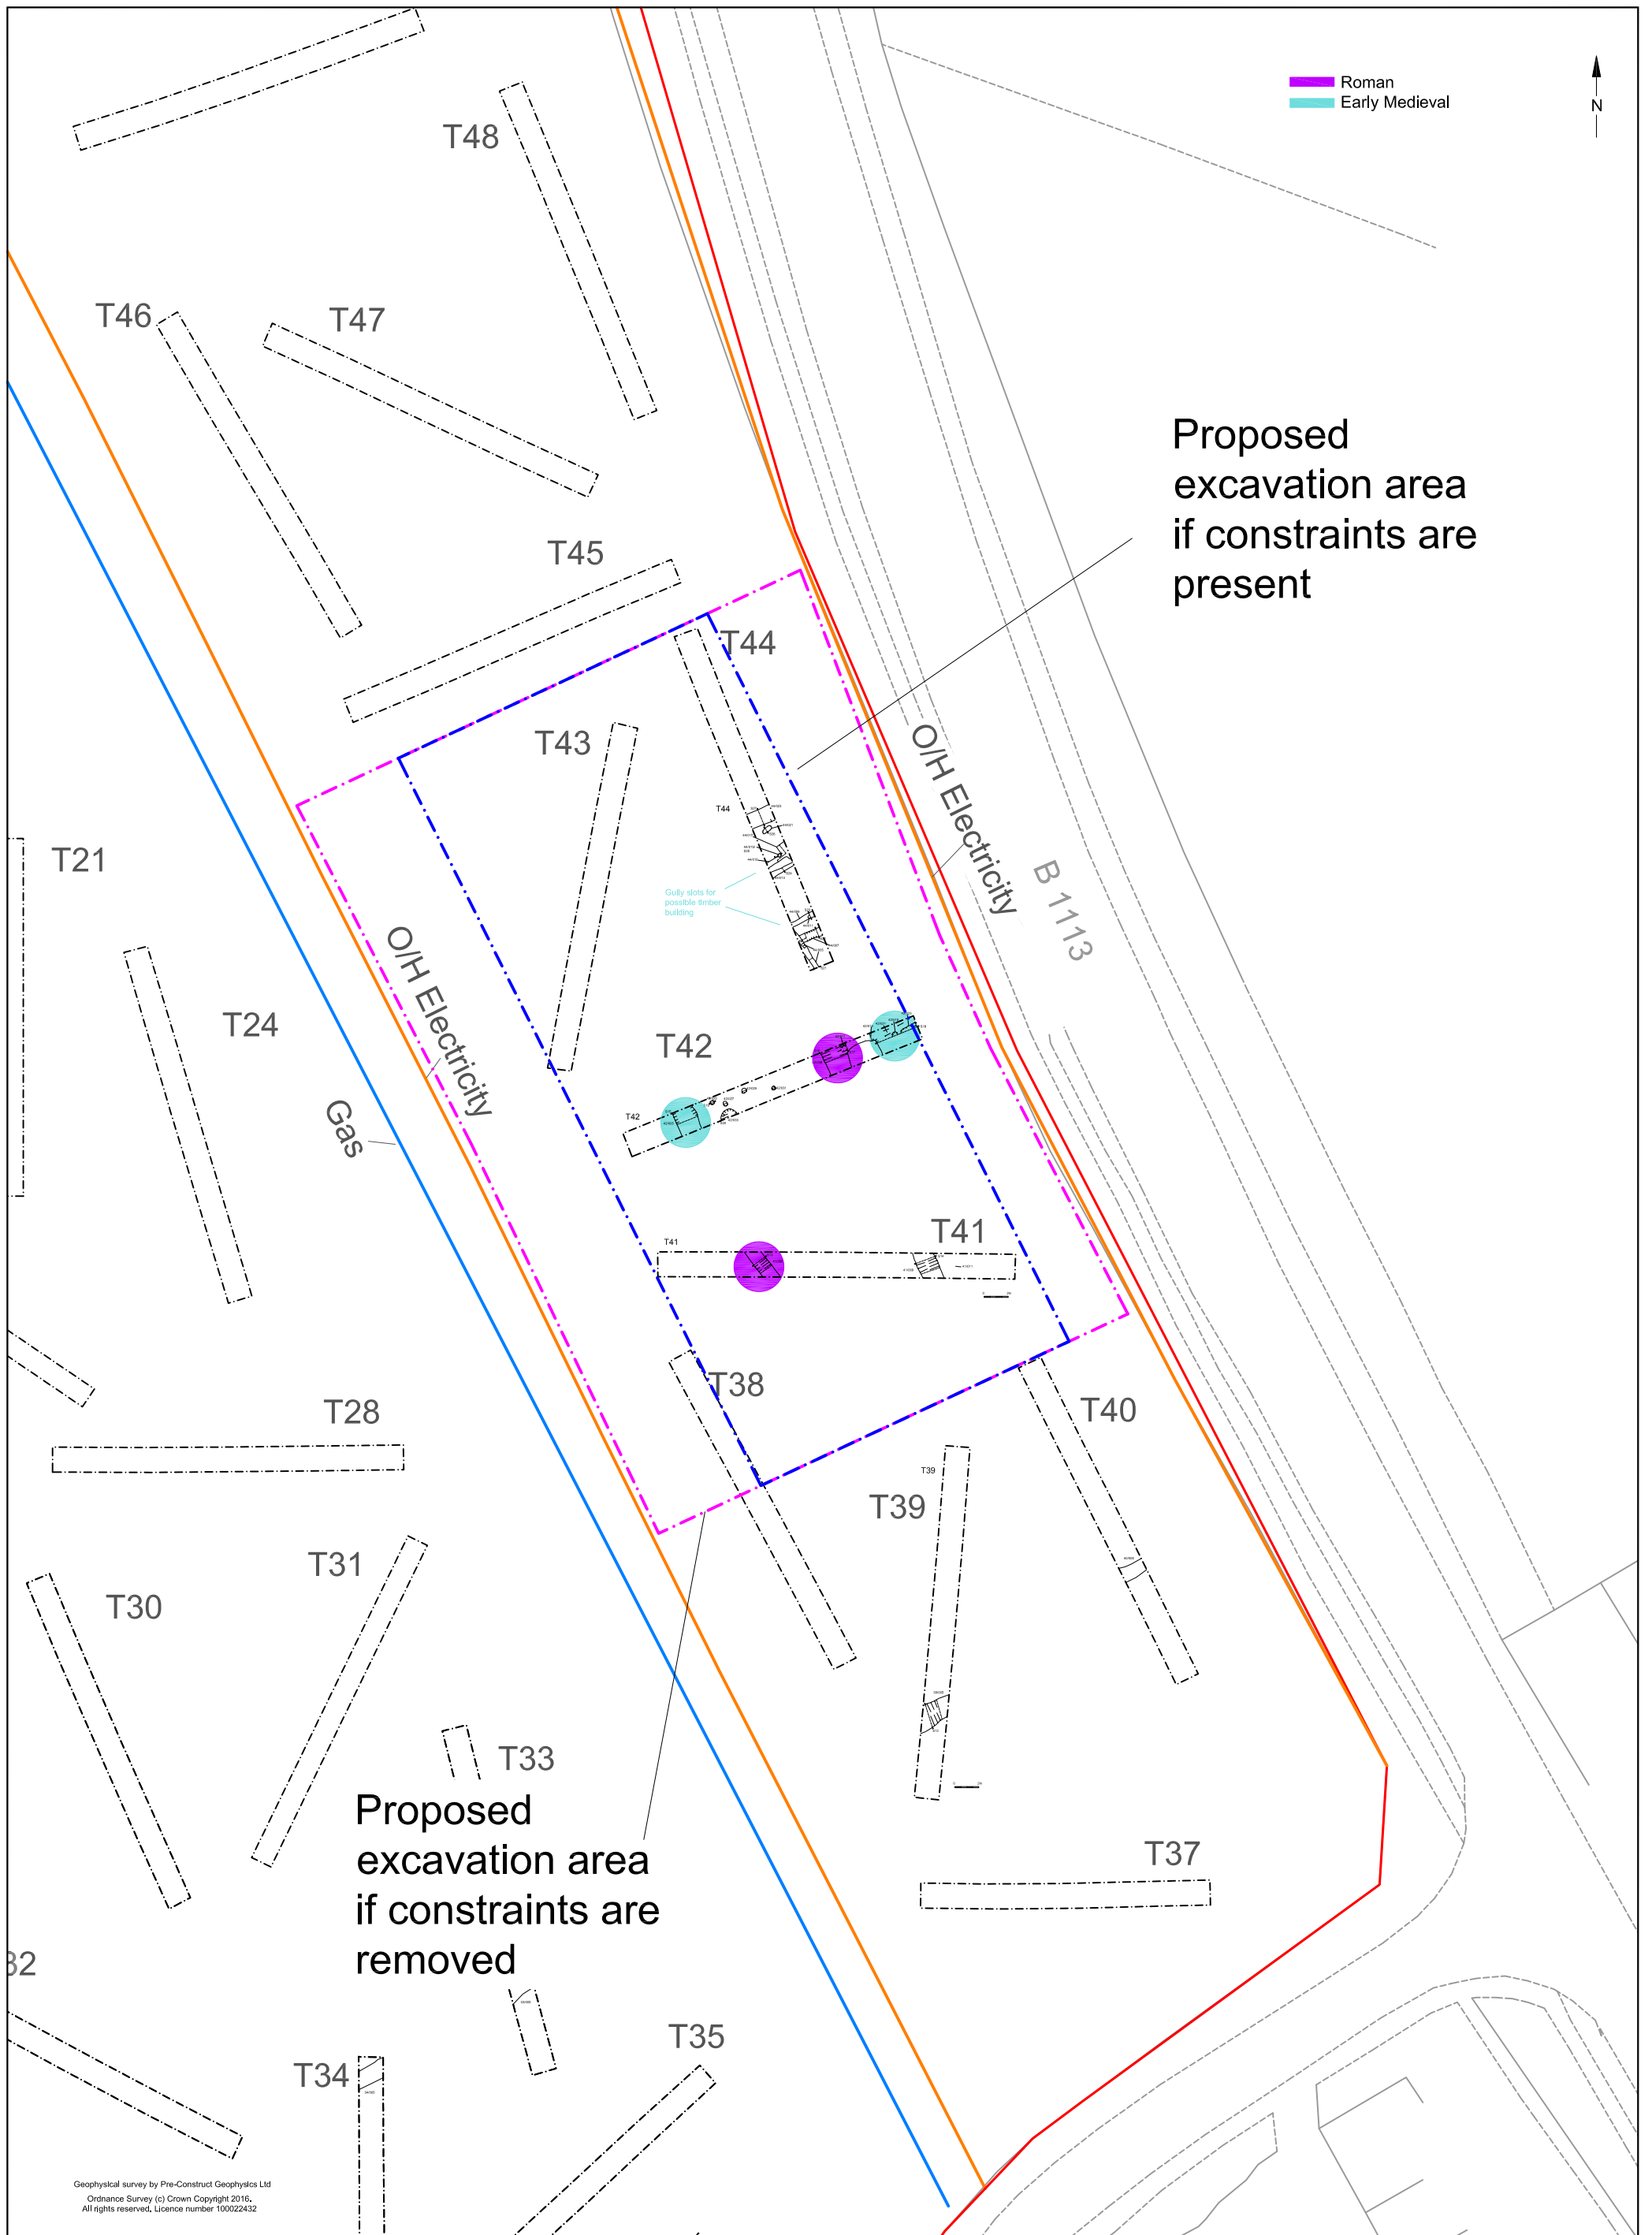 Roman
Early Medieval
N
T48
T46
T47
Proposed
excavation area
if constraints are
present
T45
T44
T43
T44
O/H Electricity
T21
B 1113
Gully slots for
possible timber
building
O/H Electricity
T24
T42
Gas
T42
T41
T41
T38
T28
T40
T39
T39
T31
T30
T33
Proposed
excavation area
if constraints are
removed
T37
32
T35
T34
Geophysical survey by Pre-Construct Geophysics Ltd
Ordnance Survey (c) Crown Copyright 2016.
All rights reserved. Licence number 100022432